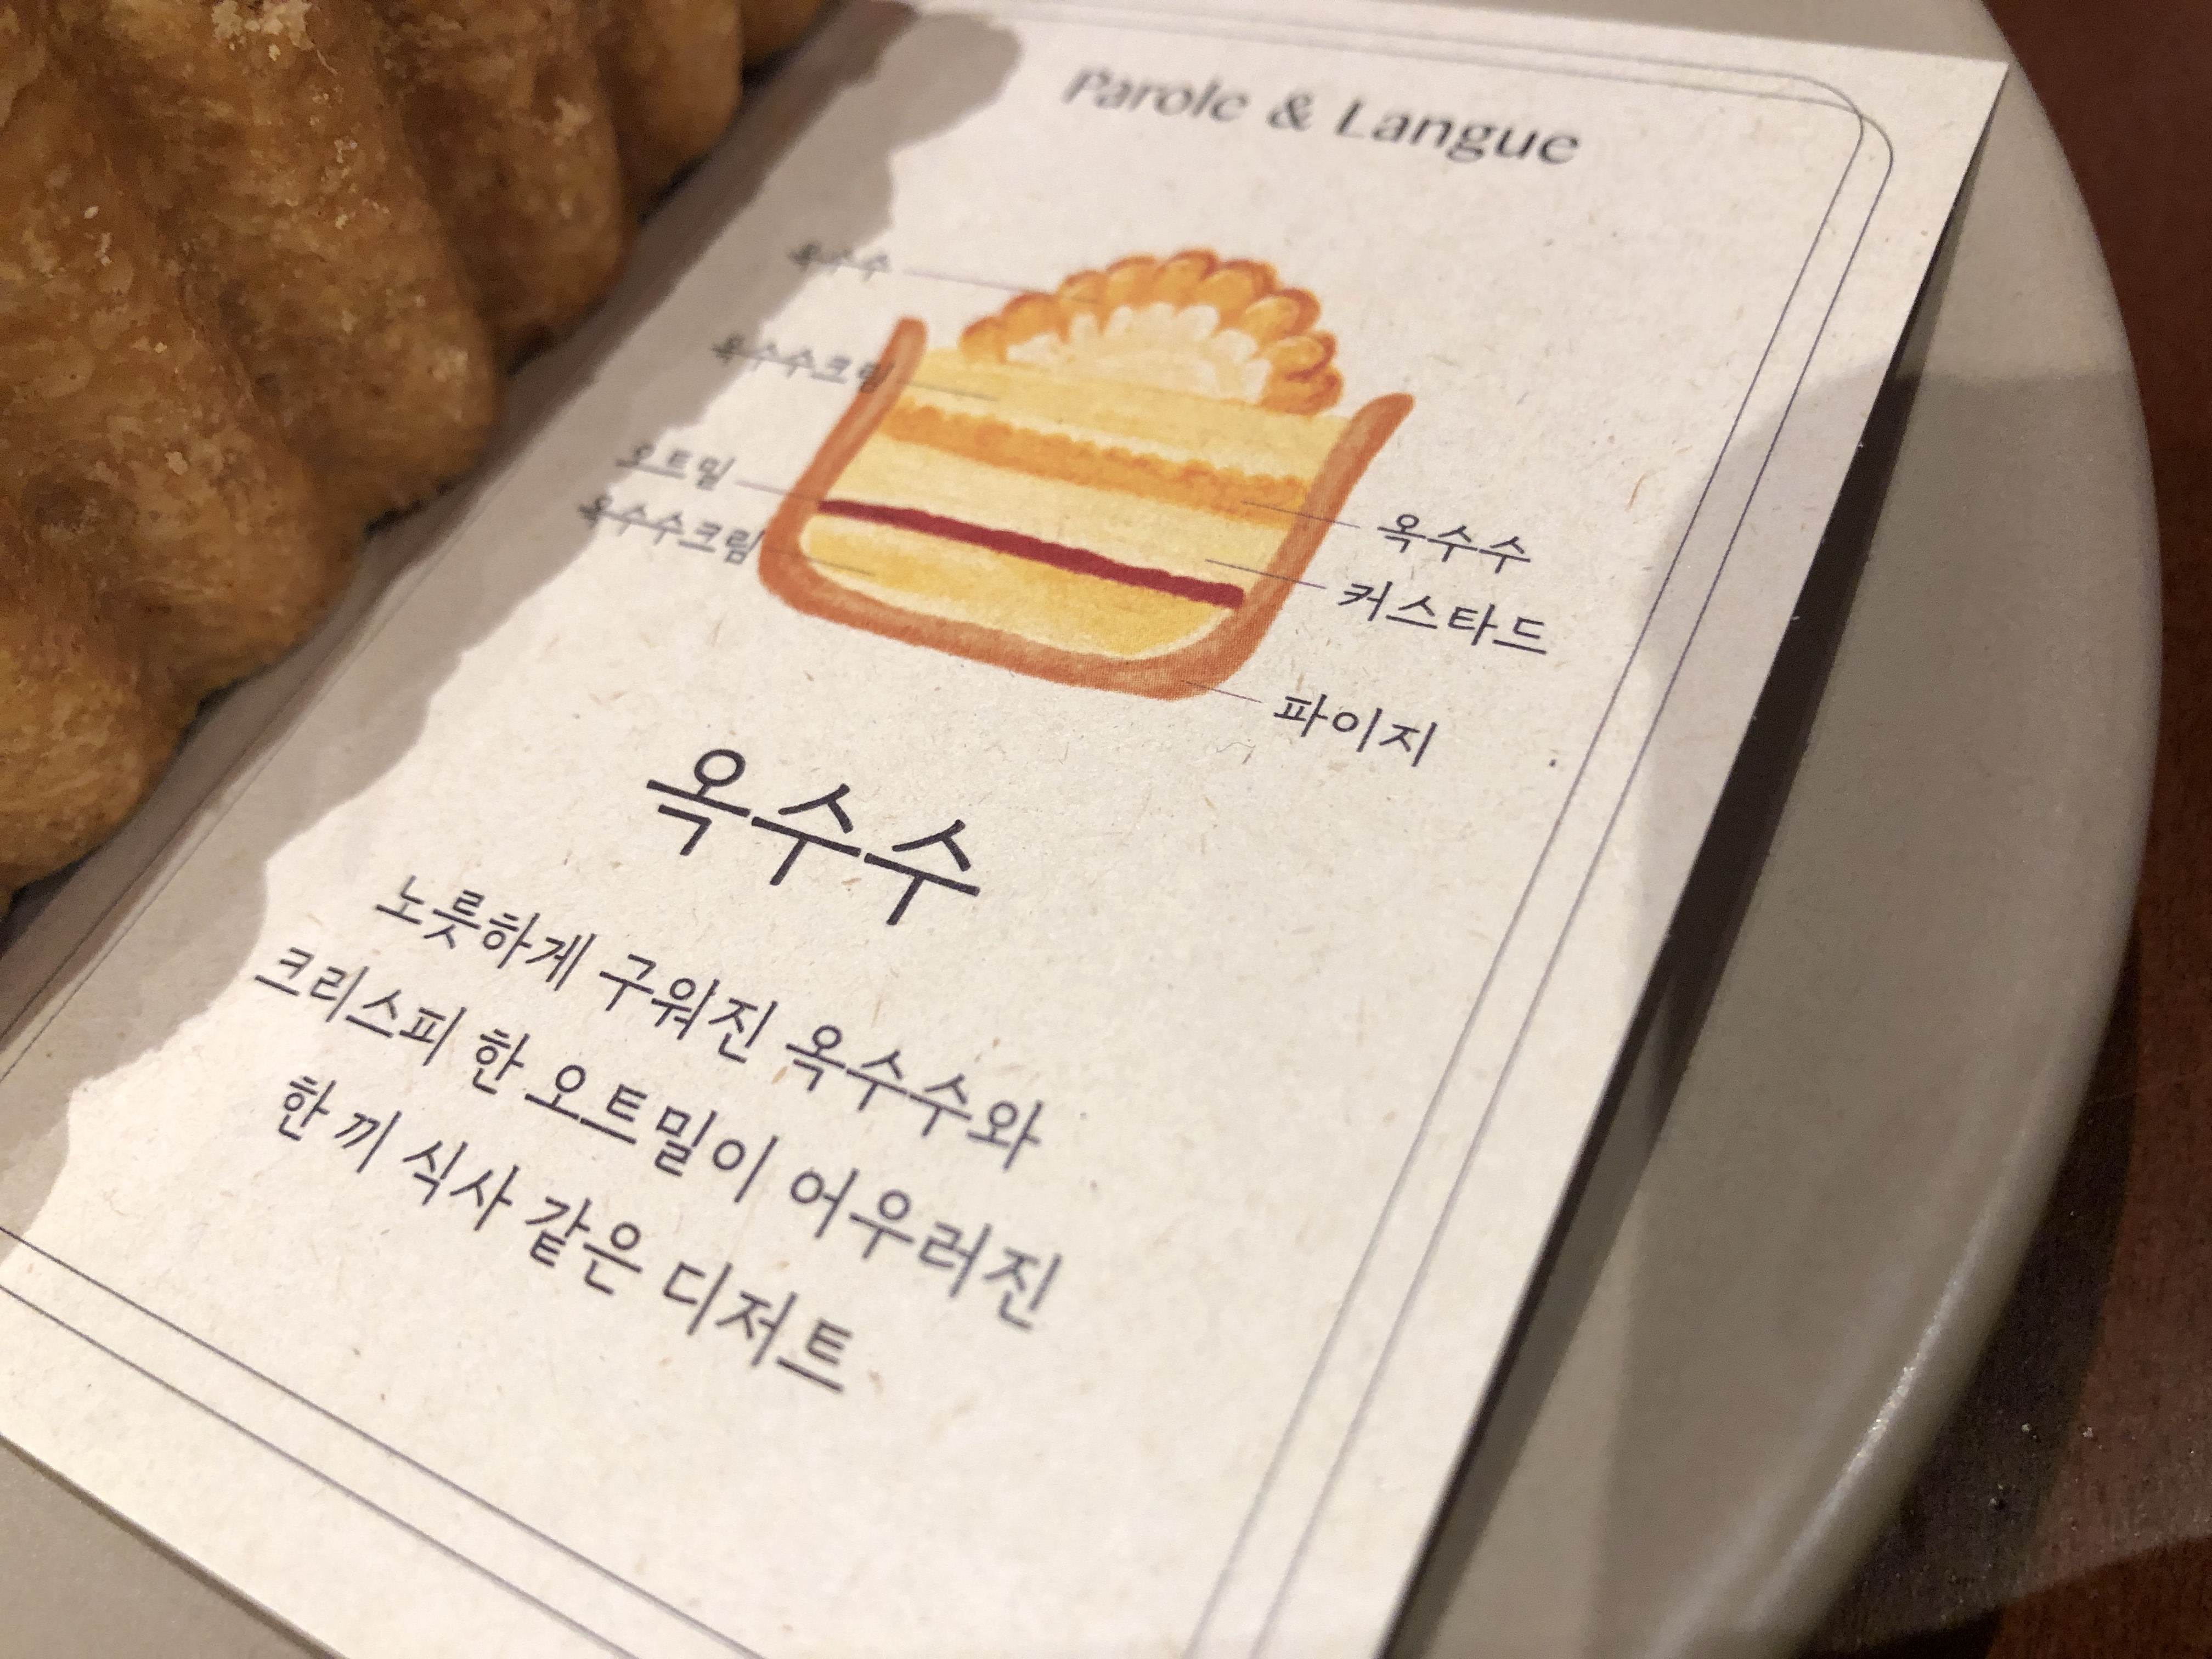 Parole & Langue
옥수수
옥수수크림
오트밀
옥수수크림
옥수수
커스타드
파이지
옥수수
노릇하게 구워진 옥수수와
크리스피 한 오트밀이 어우러진
한 끼 식사 같은 디저트